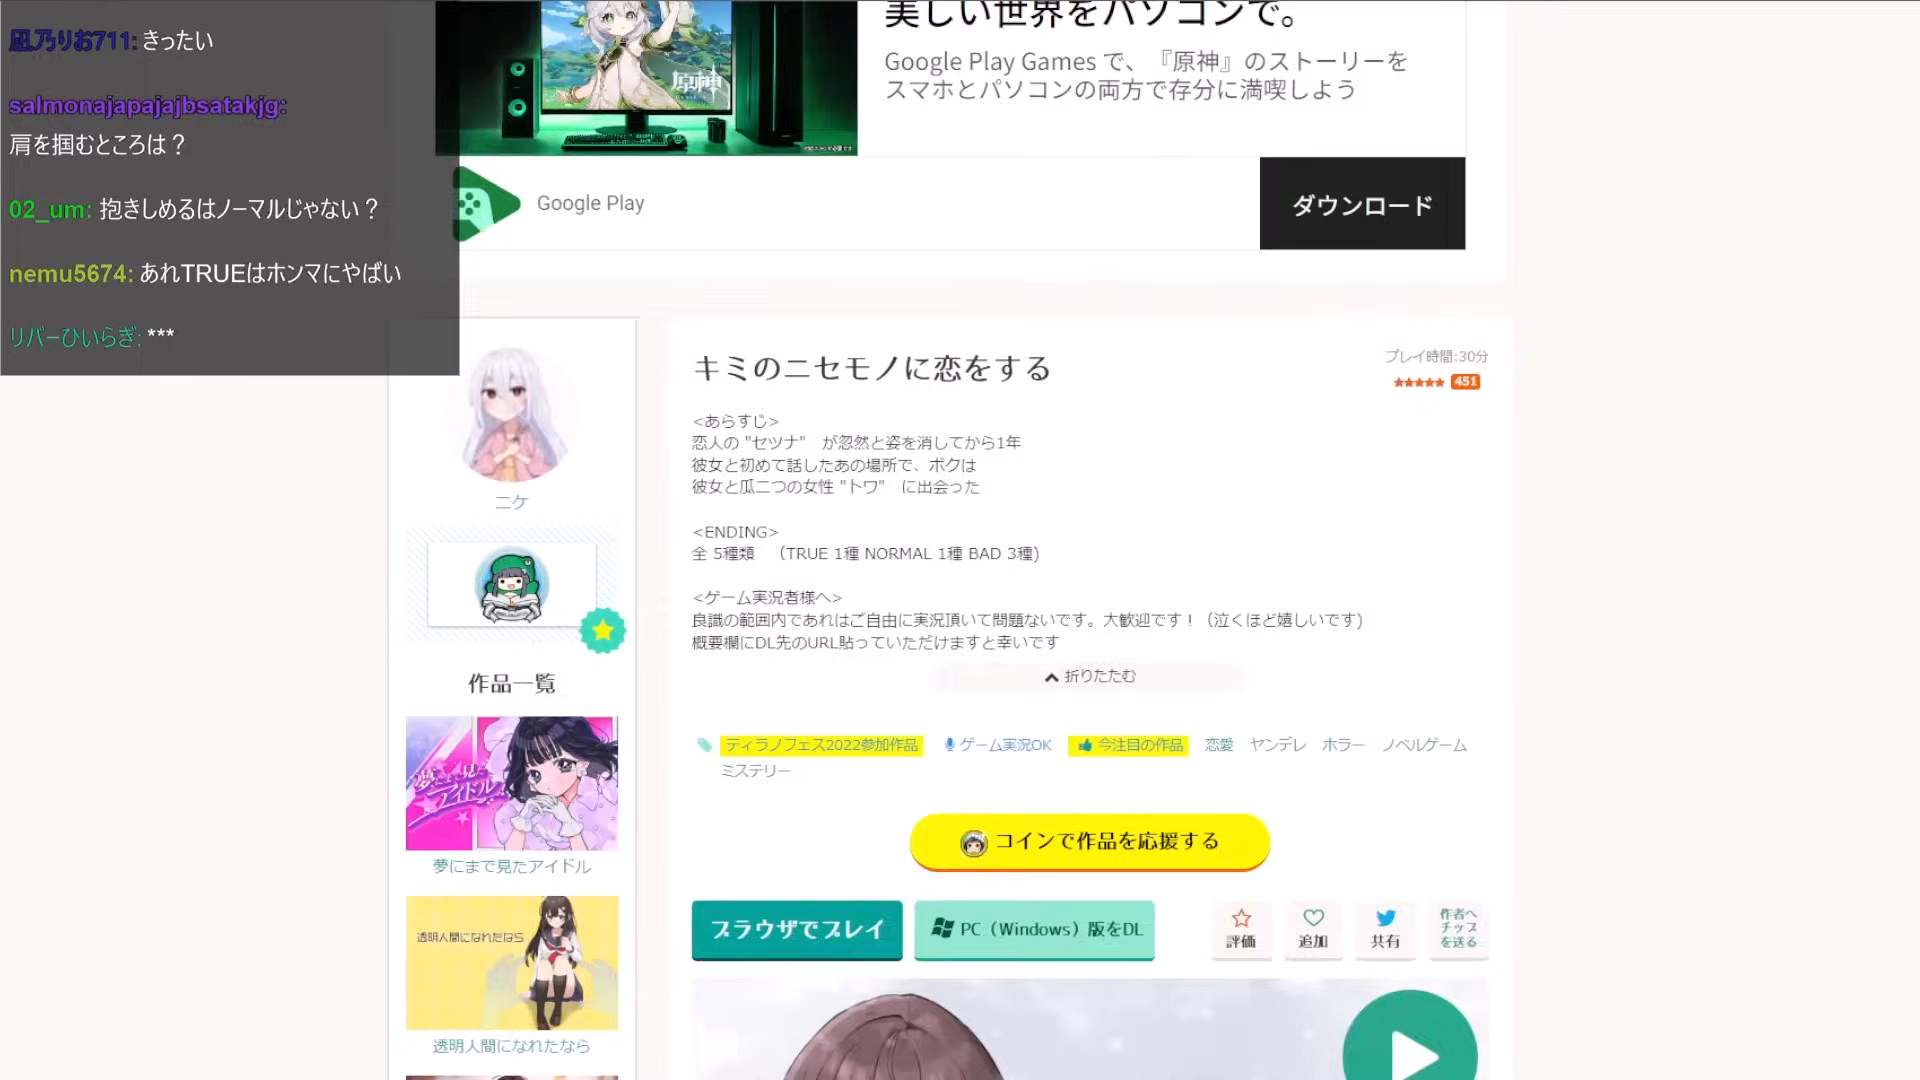 凪乃りお711: きったい
salmonajapajajbsatakjg:
肩を掴むところは？
02_um: 抱きしめるはノーマルじゃない？
nemu5674: あれTRUEはホンマにやばい
リバーひいらぎ: ***
美しい世界をパソコンで。
Google Play Games で、『原神』のストーリーを
スマホとパソコンの両方で存分に満喫しよう
原神
Google Play
ダウンロード
ニケ
作品一覧
夢にまで見た
アイドル
夢にまで見たアイドル
透明人間になれたなら
透明人間になれたなら
キミのニセモノに恋をする
プレイ時間:30分
★★★★★ 451
<あらすじ>
恋人の "セツナ"　が忽然と姿を消してから1年
彼女と初めて話したあの場所で、ボクは
彼女と瓜二つの女性 "トワ"　に出会った
<ENDING>
全 5種類　（TRUE 1種 NORMAL 1種 BAD 3種)
<ゲーム実況者様へ>
良識の範囲内であれはご自由に実況頂いて問題ないです。大歓迎です！（泣くほど嬉しいです)
概要欄にDL先のURL貼っていただけますと幸いです
折りたたむ
ティラノフェス2022参加作品 ゲーム実況OK 今注目の作品 恋愛 ヤンデレ ホラー ノベルゲーム
ミステリー
コインで作品を応援する
ブラウザでプレイ
PC（Windows）版をDL
評価
追加
共有
作者へ
チップ
を送る